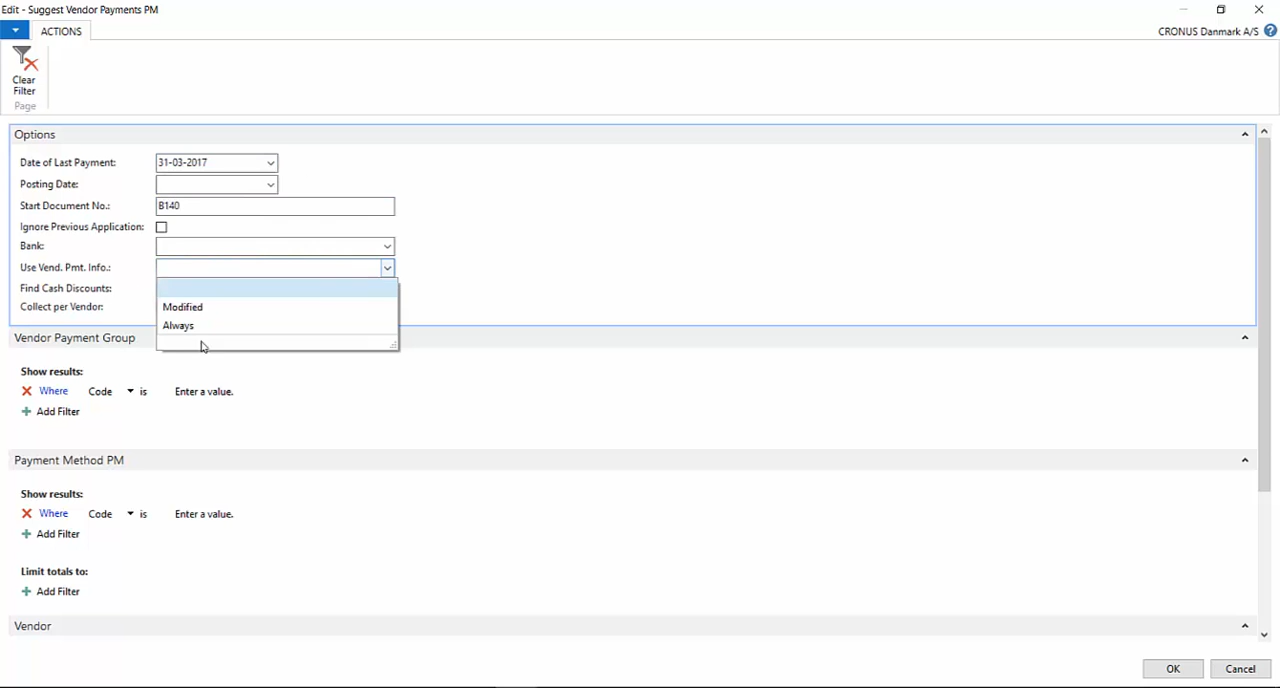 Edit - Suggest Vendor Payments PM
ACTIONS
CRONUS Danmark A/S
Clear
Filter
Page
Options
Date of Last Payment: 31-03-2017
Posting Date:
Start Document No.: B140
Ignore Previous Application:
Bank:
Use Vend. Pmt. Info.:
Find Cash Discounts:
Collect per Vendor:
Modified
Always
Vendor Payment Group
Show results:
Where Code is Enter a value.
Add Filter
Payment Method PM
Show results:
Where Code is Enter a value.
Add Filter
Limit totals to:
Add Filter
Vendor
OK Cancel